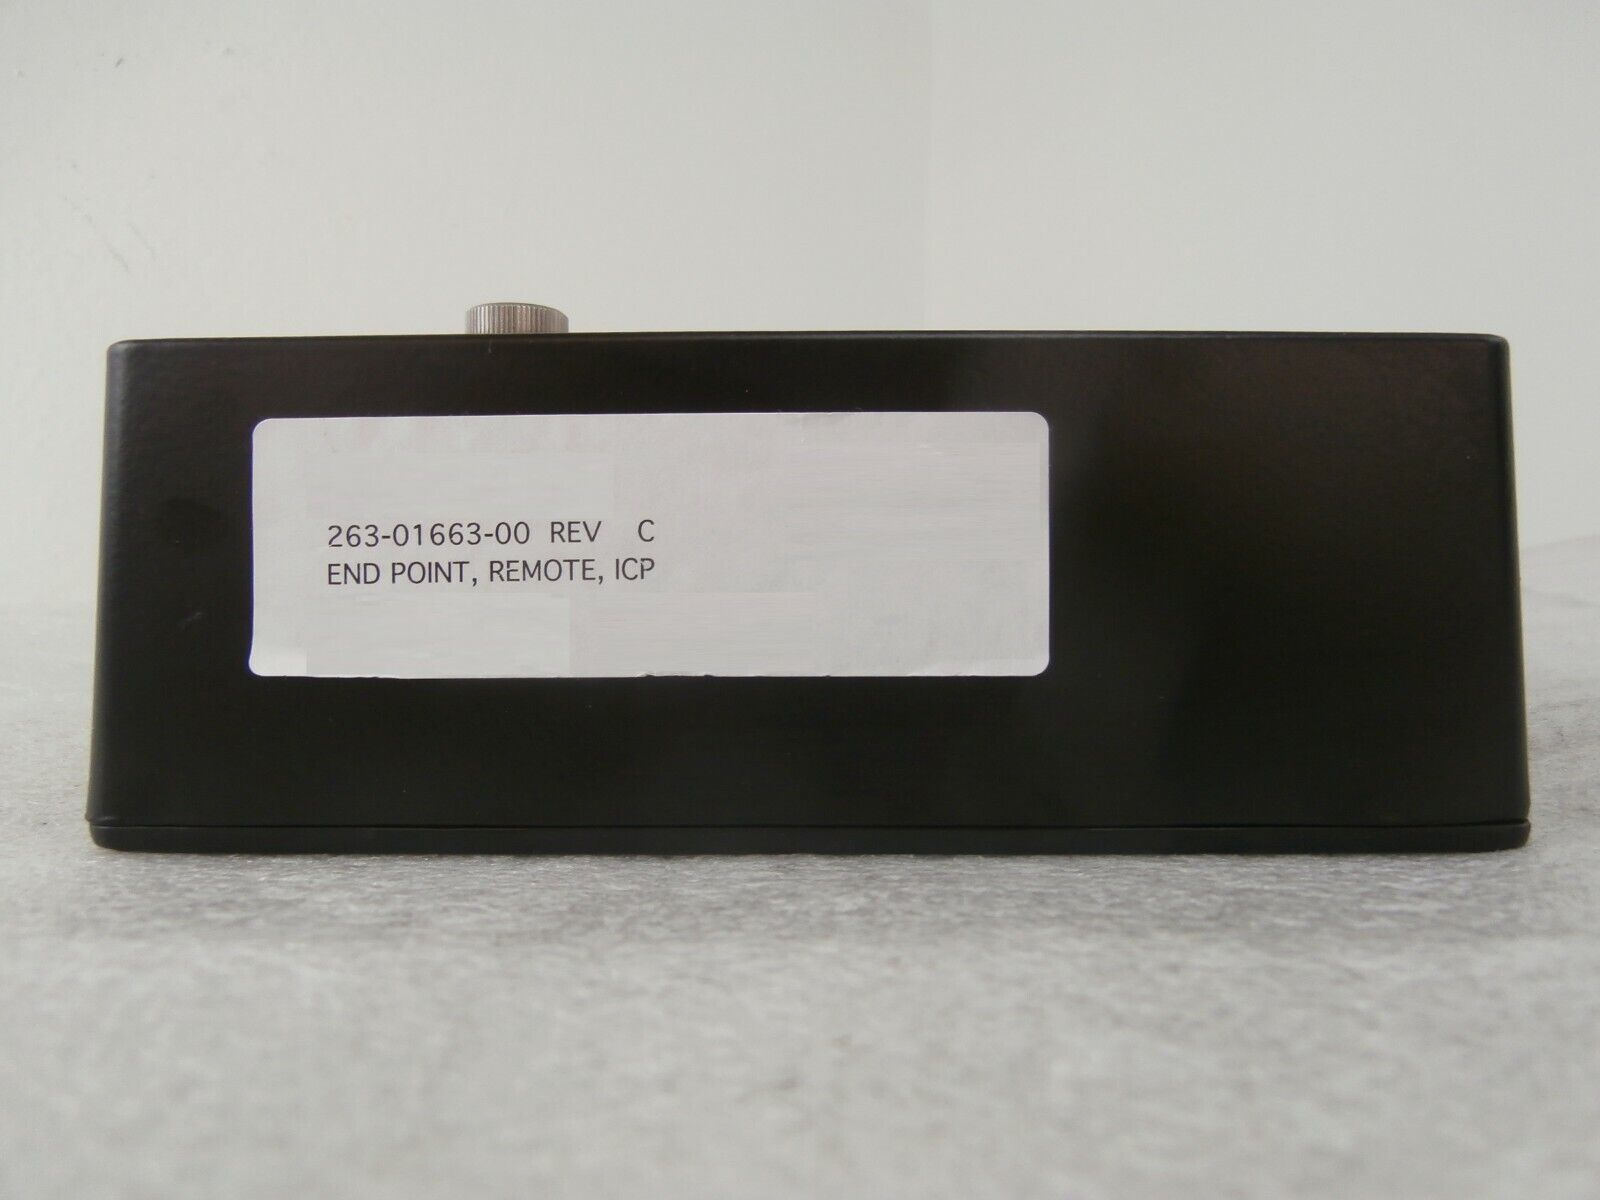 263-01663-00 REV C
END POINT, REMOTE, ICP